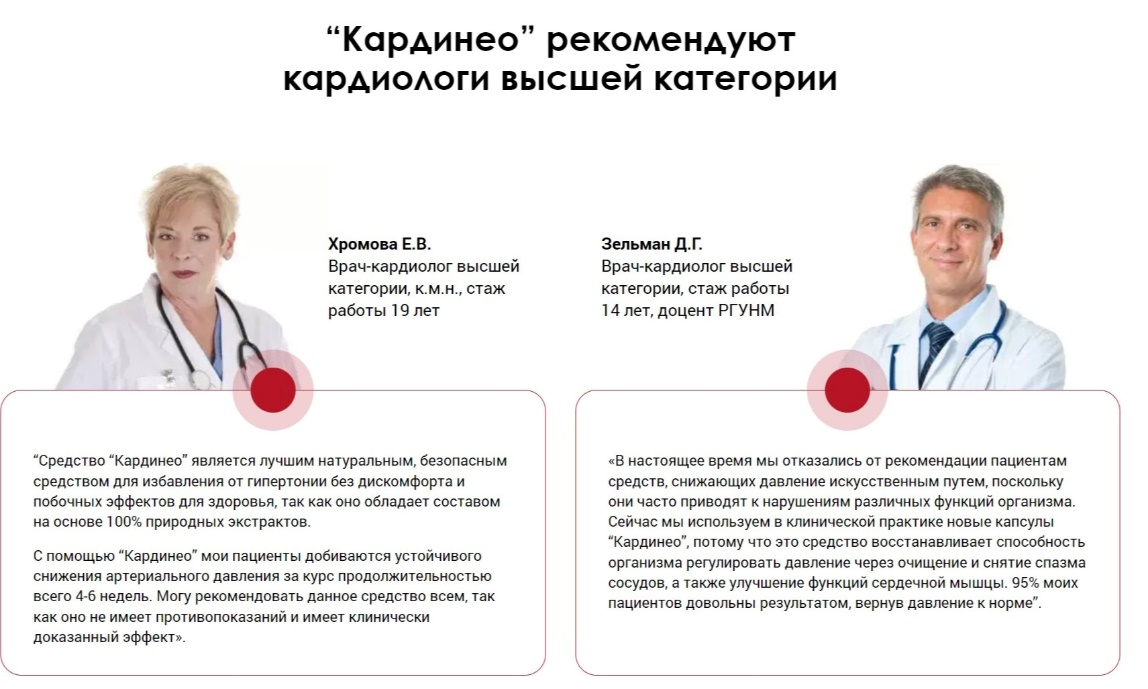 “Кардинео” рекомендуют
кардиологи высшей категории
Хромова Е.В.
Врач-кардиолог высшей
категории, к.м.н., стаж
работы 19 лет
Зельман Д.Г.
Врач-кардиолог высшей
категории, стаж работы
14 лет, доцент РГУНМ
“Средство “Кардинео” является лучшим натуральным, безопасным
средством для избавления от гипертонии без дискомфорта и
побочных эффектов для здоровья, так как оно обладает составом
на основе 100% природных экстрактов.
С помощью “Кардинео” мои пациенты добиваются устойчивого
снижения артериального давления за курс продолжительностью
всего 4-6 недель. Могу рекомендовать данное средство всем, так
как оно не имеет противопоказаний и имеет клинически
доказанный эффект».
«В настоящее время мы отказались от рекомендации пациентам
средств, снижающих давление искусственным путем, поскольку
они часто приводят к нарушениям различных функций организма.
Сейчас мы используем в клинической практике новые капсулы
“Кардинео”, потому что это средство восстанавливает способность
организма регулировать давление через очищение и снятие спазма
сосудов, а также улучшение функций сердечной мышцы. 95% моих
пациентов довольны результатом, вернув давление к норме”.